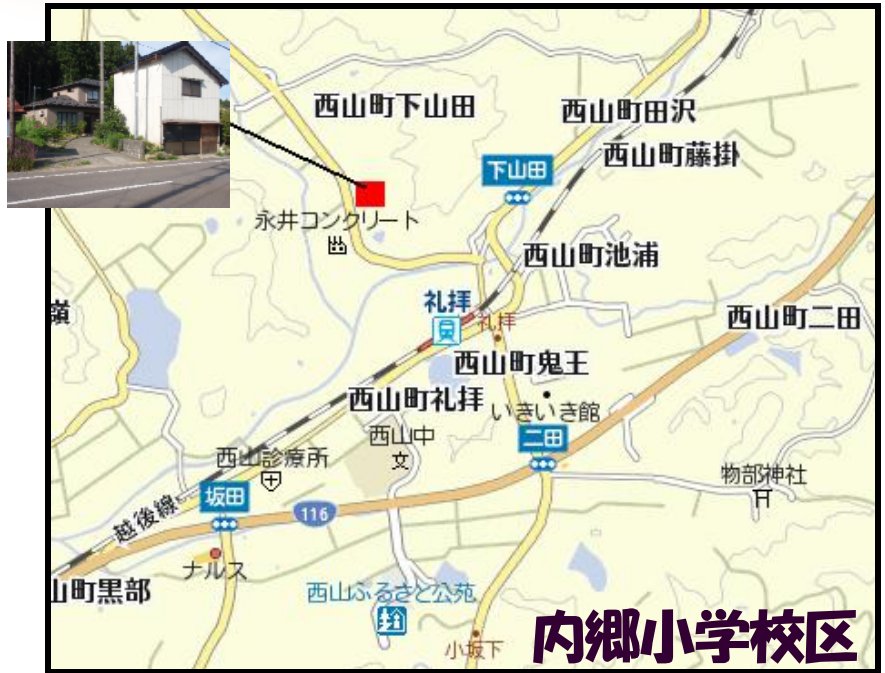 西山町下山田
西山町田沢
西山町藤掛
下山田
永井コンクリート
西山町池浦
嶺
礼拝
礼拝
西山町二田
西山町鬼王
西山町礼拝
いきいき館
西山中
二田
西山診療所
物部神社
坂田
116
越後線
ナルス
山町黒部
西山ふるさと公苑
小坂下
内郷小学校区